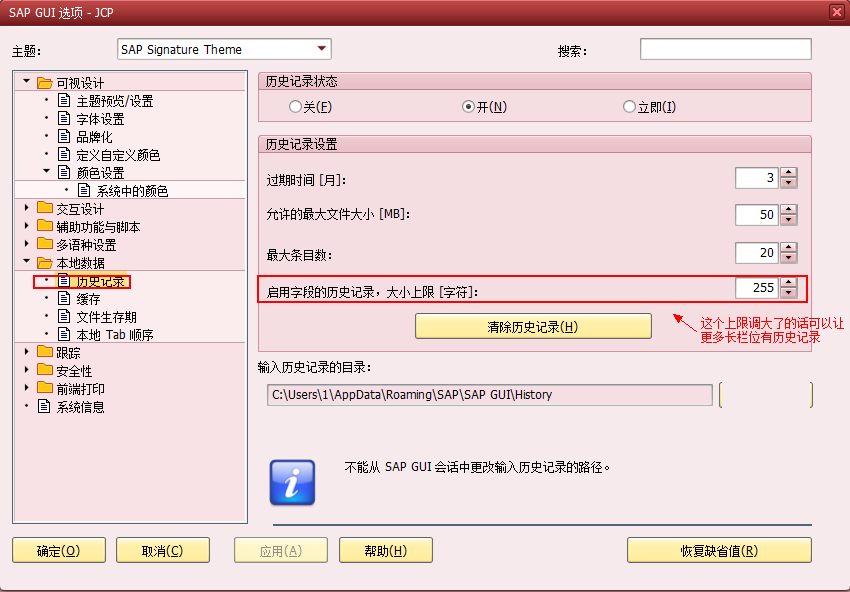 SAP GUI 选项 - JCP
主题:
SAP Signature Theme
搜索:
可视设计
主题预览/设置
字体设置
品牌化
定义自定义颜色
颜色设置
系统中的颜色
交互设计
辅助功能与脚本
多语种设置
本地数据
历史记录
缓存
文件生存期
本地 Tab 顺序
跟踪
安全性
前端打印
系统信息
历史记录状态
关(F)
开(N)
立即(I)
历史记录设置
过期时间 [月]:
3
允许的最大文件大小 [MB]:
50
最大条目数:
20
启用字段的历史记录，大小上限 [字符]:
255
清除历史记录(H)
这个上限调大了的话可以让
更多长栏位有历史记录
输入历史记录的目录:
C:\Users\1\AppData\Roaming\SAP\SAP GUI\History
不能从 SAP GUI 会话中更改输入历史记录的路径。
确定(O)
取消(C)
应用(A)
帮助(H)
恢复缺省值(R)